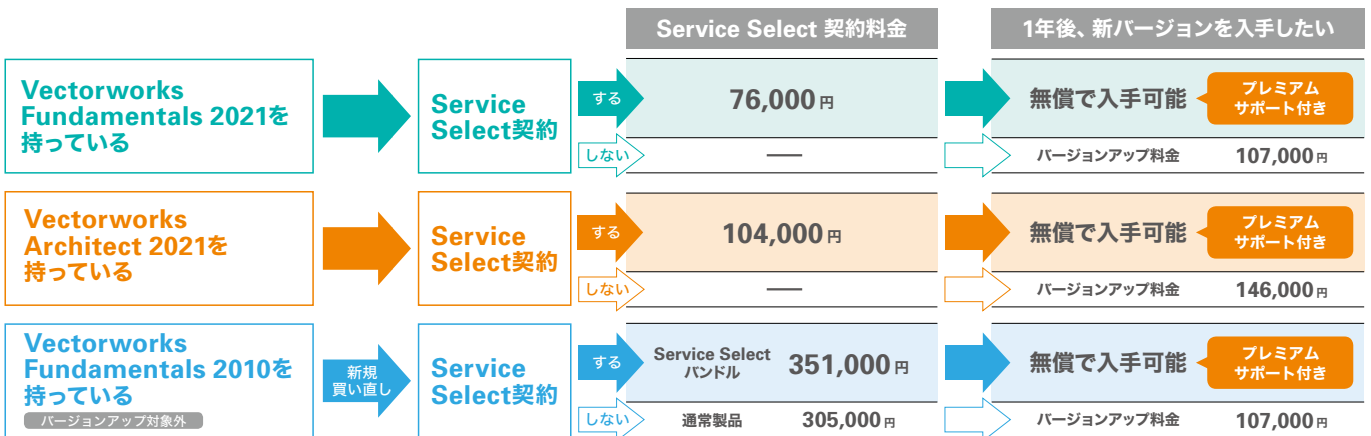 Service Select 契約料金
1年後、新バージョンを入手したい
Vectorworks
Fundamentals 2021を
持っている
Service
Select契約
する
76,000円
無償で入手可能
プレミアム
サポート付き
しない
—
バージョンアップ料金
107,000円
Vectorworks
Architect 2021を
持っている
Service
Select契約
する
104,000円
無償で入手可能
プレミアム
サポート付き
しない
—
バージョンアップ料金
146,000円
Vectorworks
Fundamentals 2010を
持っている
バージョンアップ対象外
新規
買い直し
Service
Select契約
する
Service Select
バンドル
351,000円
無償で入手可能
プレミアム
サポート付き
しない
通常製品
305,000円
バージョンアップ料金
107,000円